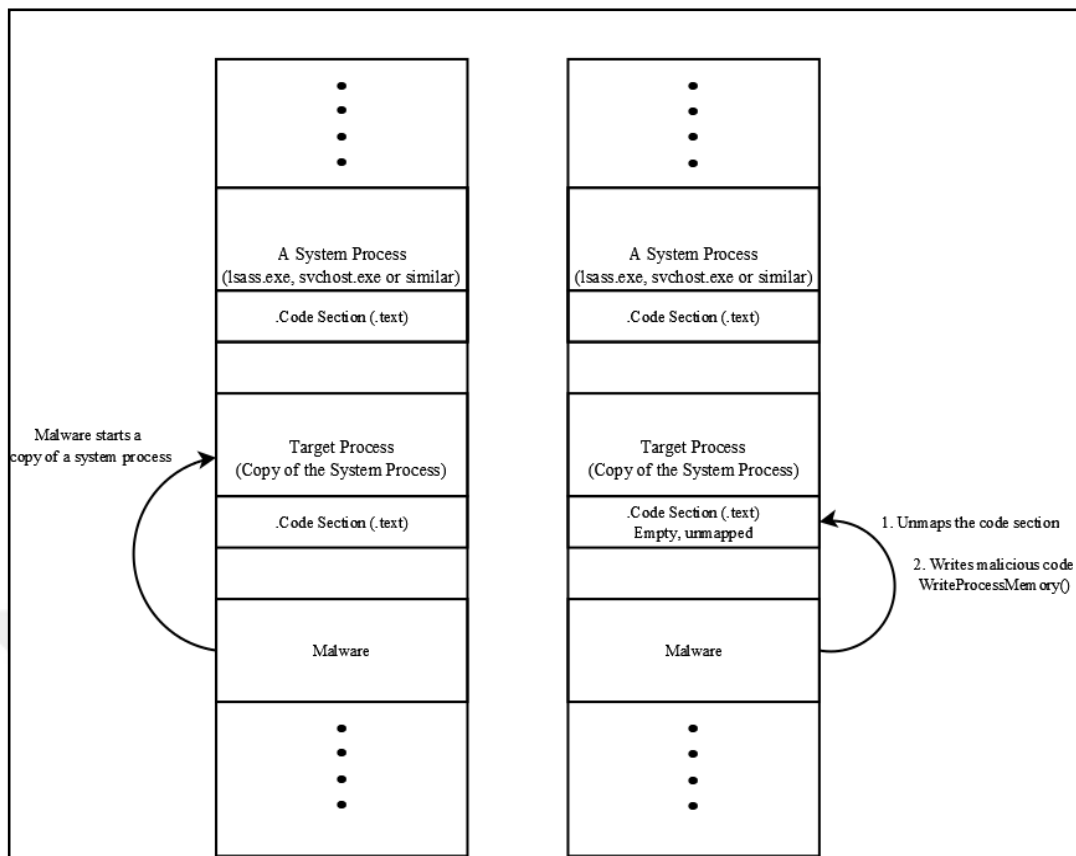 A System Process
(lsass.exe, svchost.exe or similar)
.Code Section (.text)
Malware starts a
copy of a system process
Target Process
(Copy of the System Process)
.Code Section (.text)
Malware
A System Process
(lsass.exe, svchost.exe or similar)
.Code Section (.text)
Target Process
(Copy of the System Process)
.Code Section (.text)
Empty, unmapped
1. Unmaps the code section
2. Writes malicious code
WriteProcessMemory()
Malware